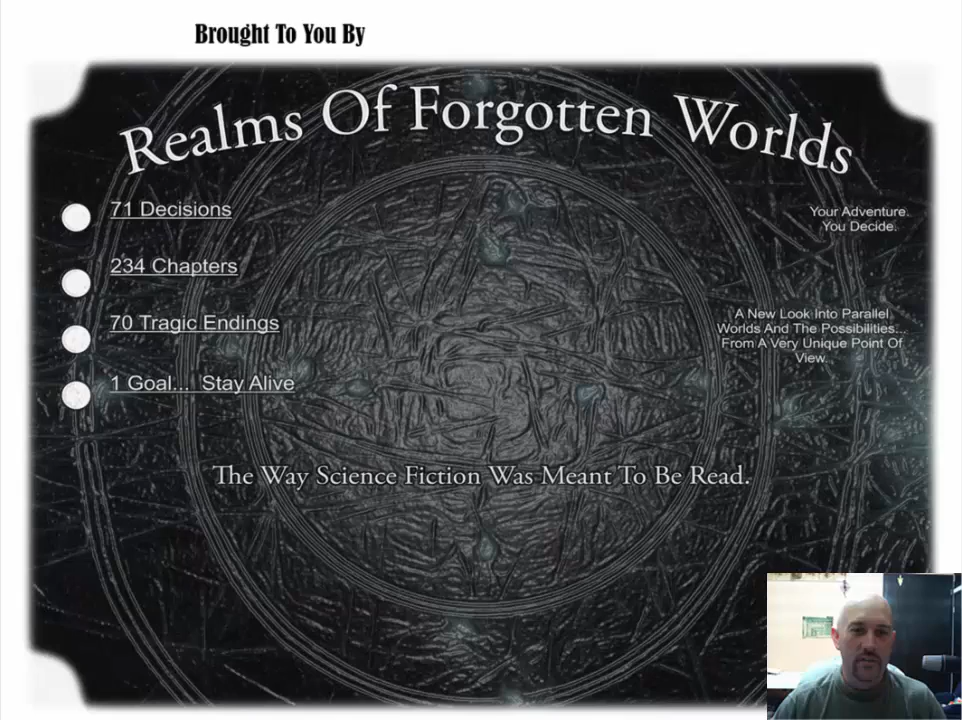 Brought To You By
Realms Of Forgotten Worlds
71 Decisions
234 Chapters
70 Tragic Endings
1 Goal... Stay Alive
Your Adventure.
You Decide.
A New Look Into Parallel
Worlds And The Possibilities...
From A Very Unique Point Of
View.
The Way Science Fiction Was Meant To Be Read.